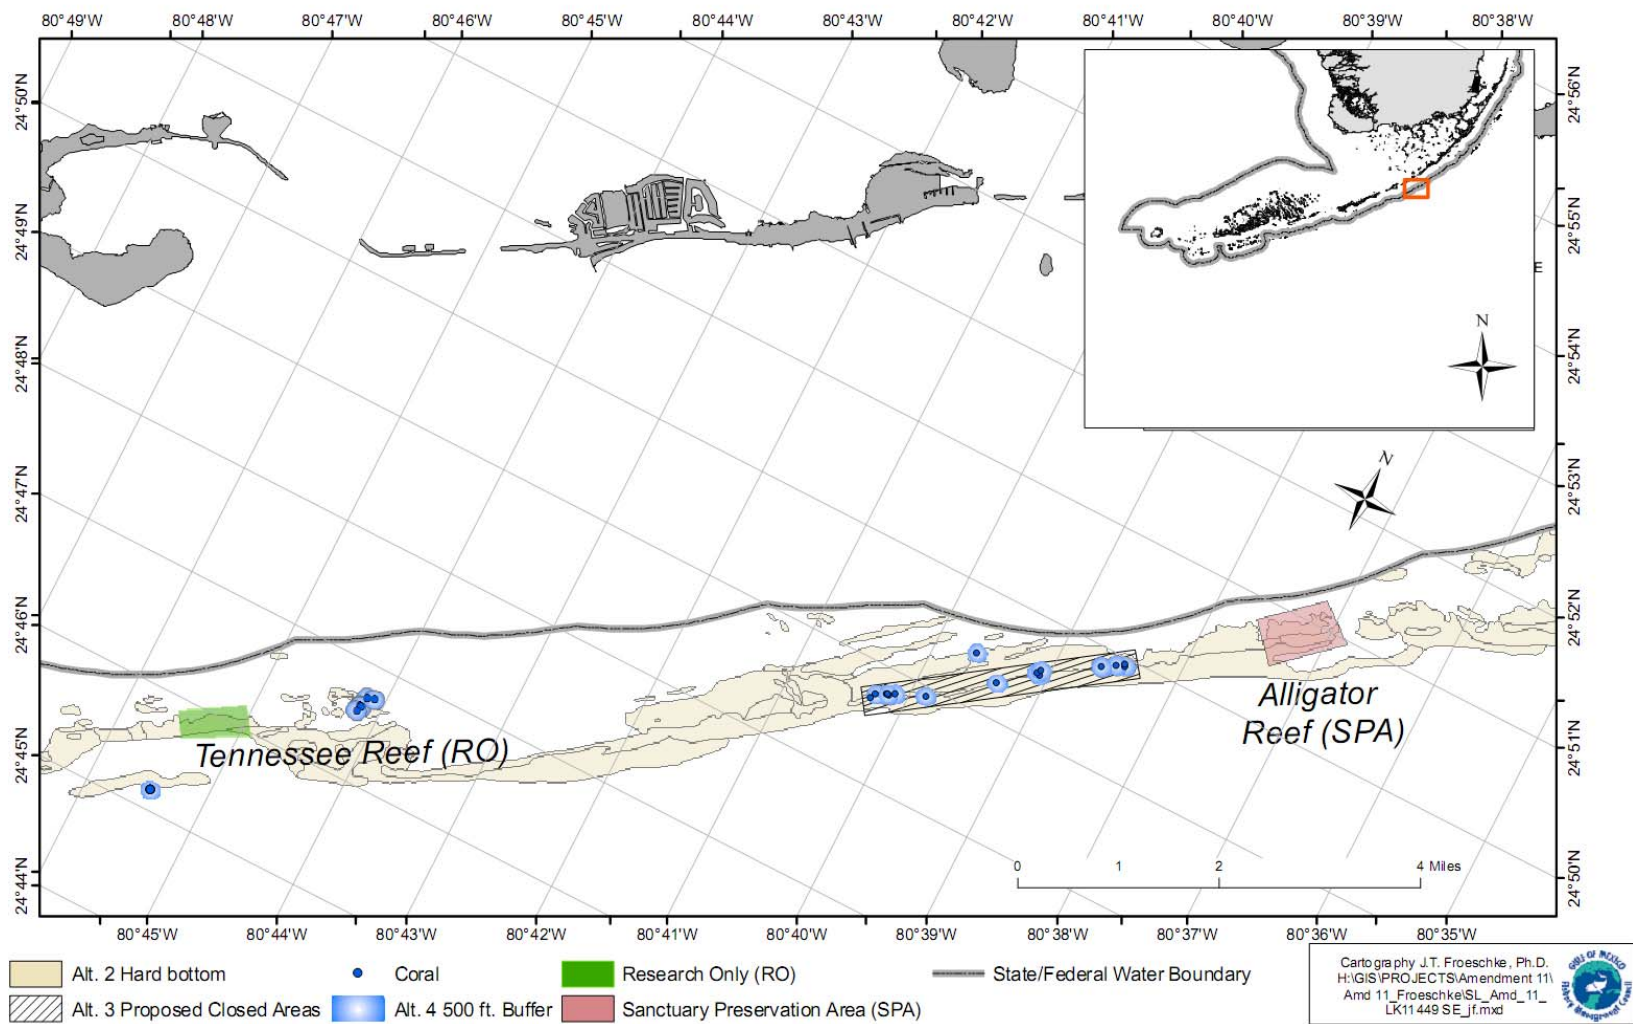 80°49'W 80°48'W 80°47'W 80°46'W 80°45'W 80°44'W 80°43'W 80°42'W 80°41'W 80°40'W 80°39'W 80°38'W
24°50'N
24°49'N
24°48'N
24°47'N
24°46'N
24°45'N
24°44'N
24°56'N
24°55'N
24°54'N
24°53'N
24°52'N
24°51'N
24°50'N
E
N
N
Tennessee Reef (RO)
Alligator
Reef (SPA)
0 1 2 4 Miles
80°45'W 80°44'W 80°43'W 80°42'W 80°41'W 80°40'W 80°39'W 80°38'W 80°37'W 80°36'W 80°35'W
Alt. 2 Hard bottom
Coral
Research Only (RO)
State/Federal Water Boundary
Alt. 3 Proposed Closed Areas
Alt. 4 500 ft. Buffer
Sanctuary Preservation Area (SPA)
Cartography J.T. Froeschke, Ph.D.
H:\GIS\PROJECTS\Amendment 11\
Amd 11_Froeschke\SL_Amd_11_
LK11449 SE_jf.mxd
GULF OF MEXICO
Fishery Management Council